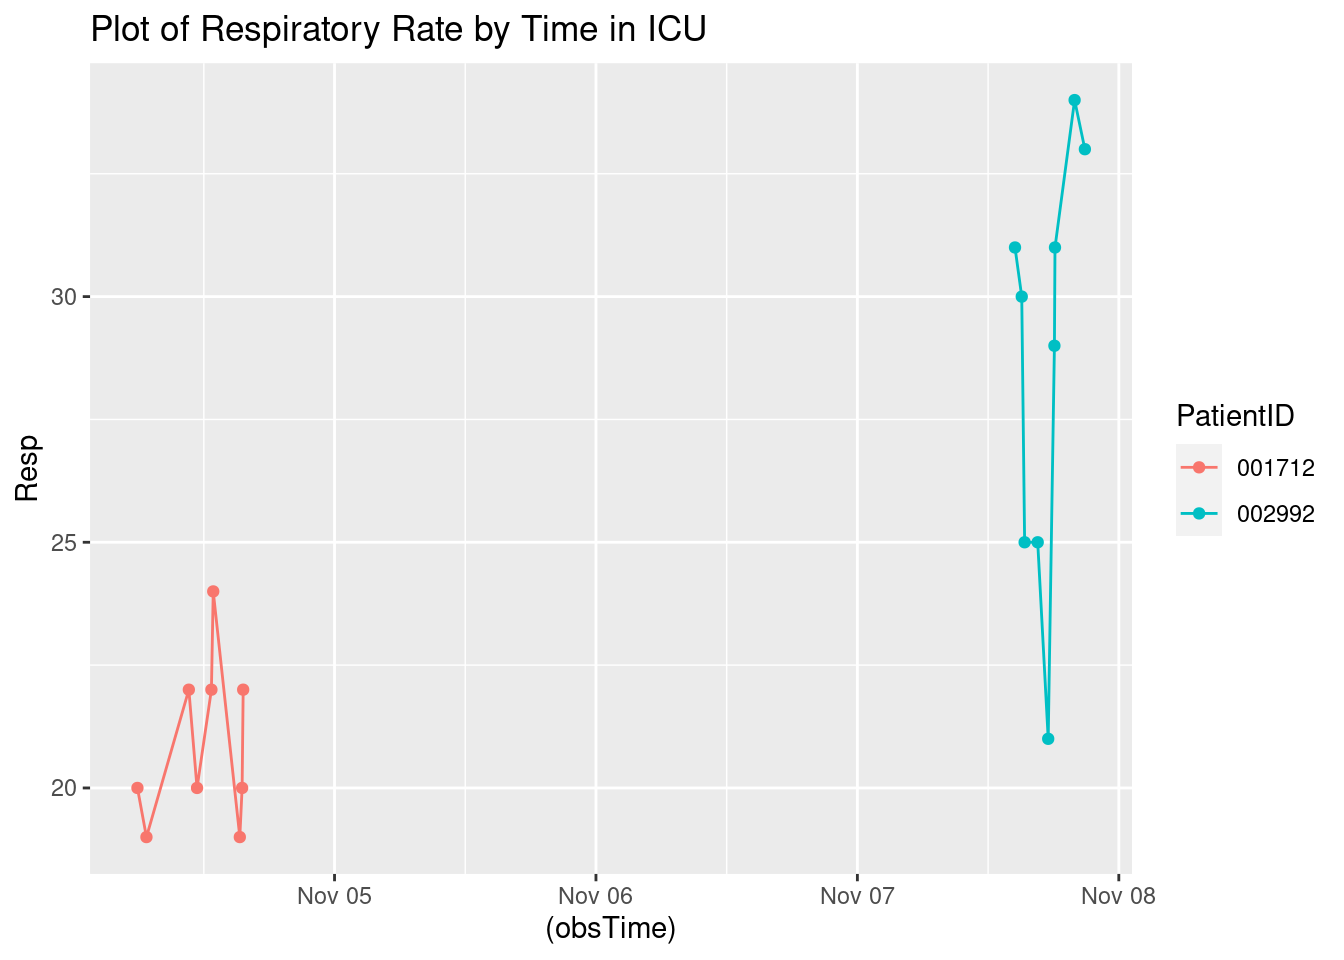 Plot of Respiratory Rate by Time in ICU
Resp
30
25
20
Nov 05 Nov 06 Nov 07 Nov 08
(obsTime)
PatientID
001712
002992